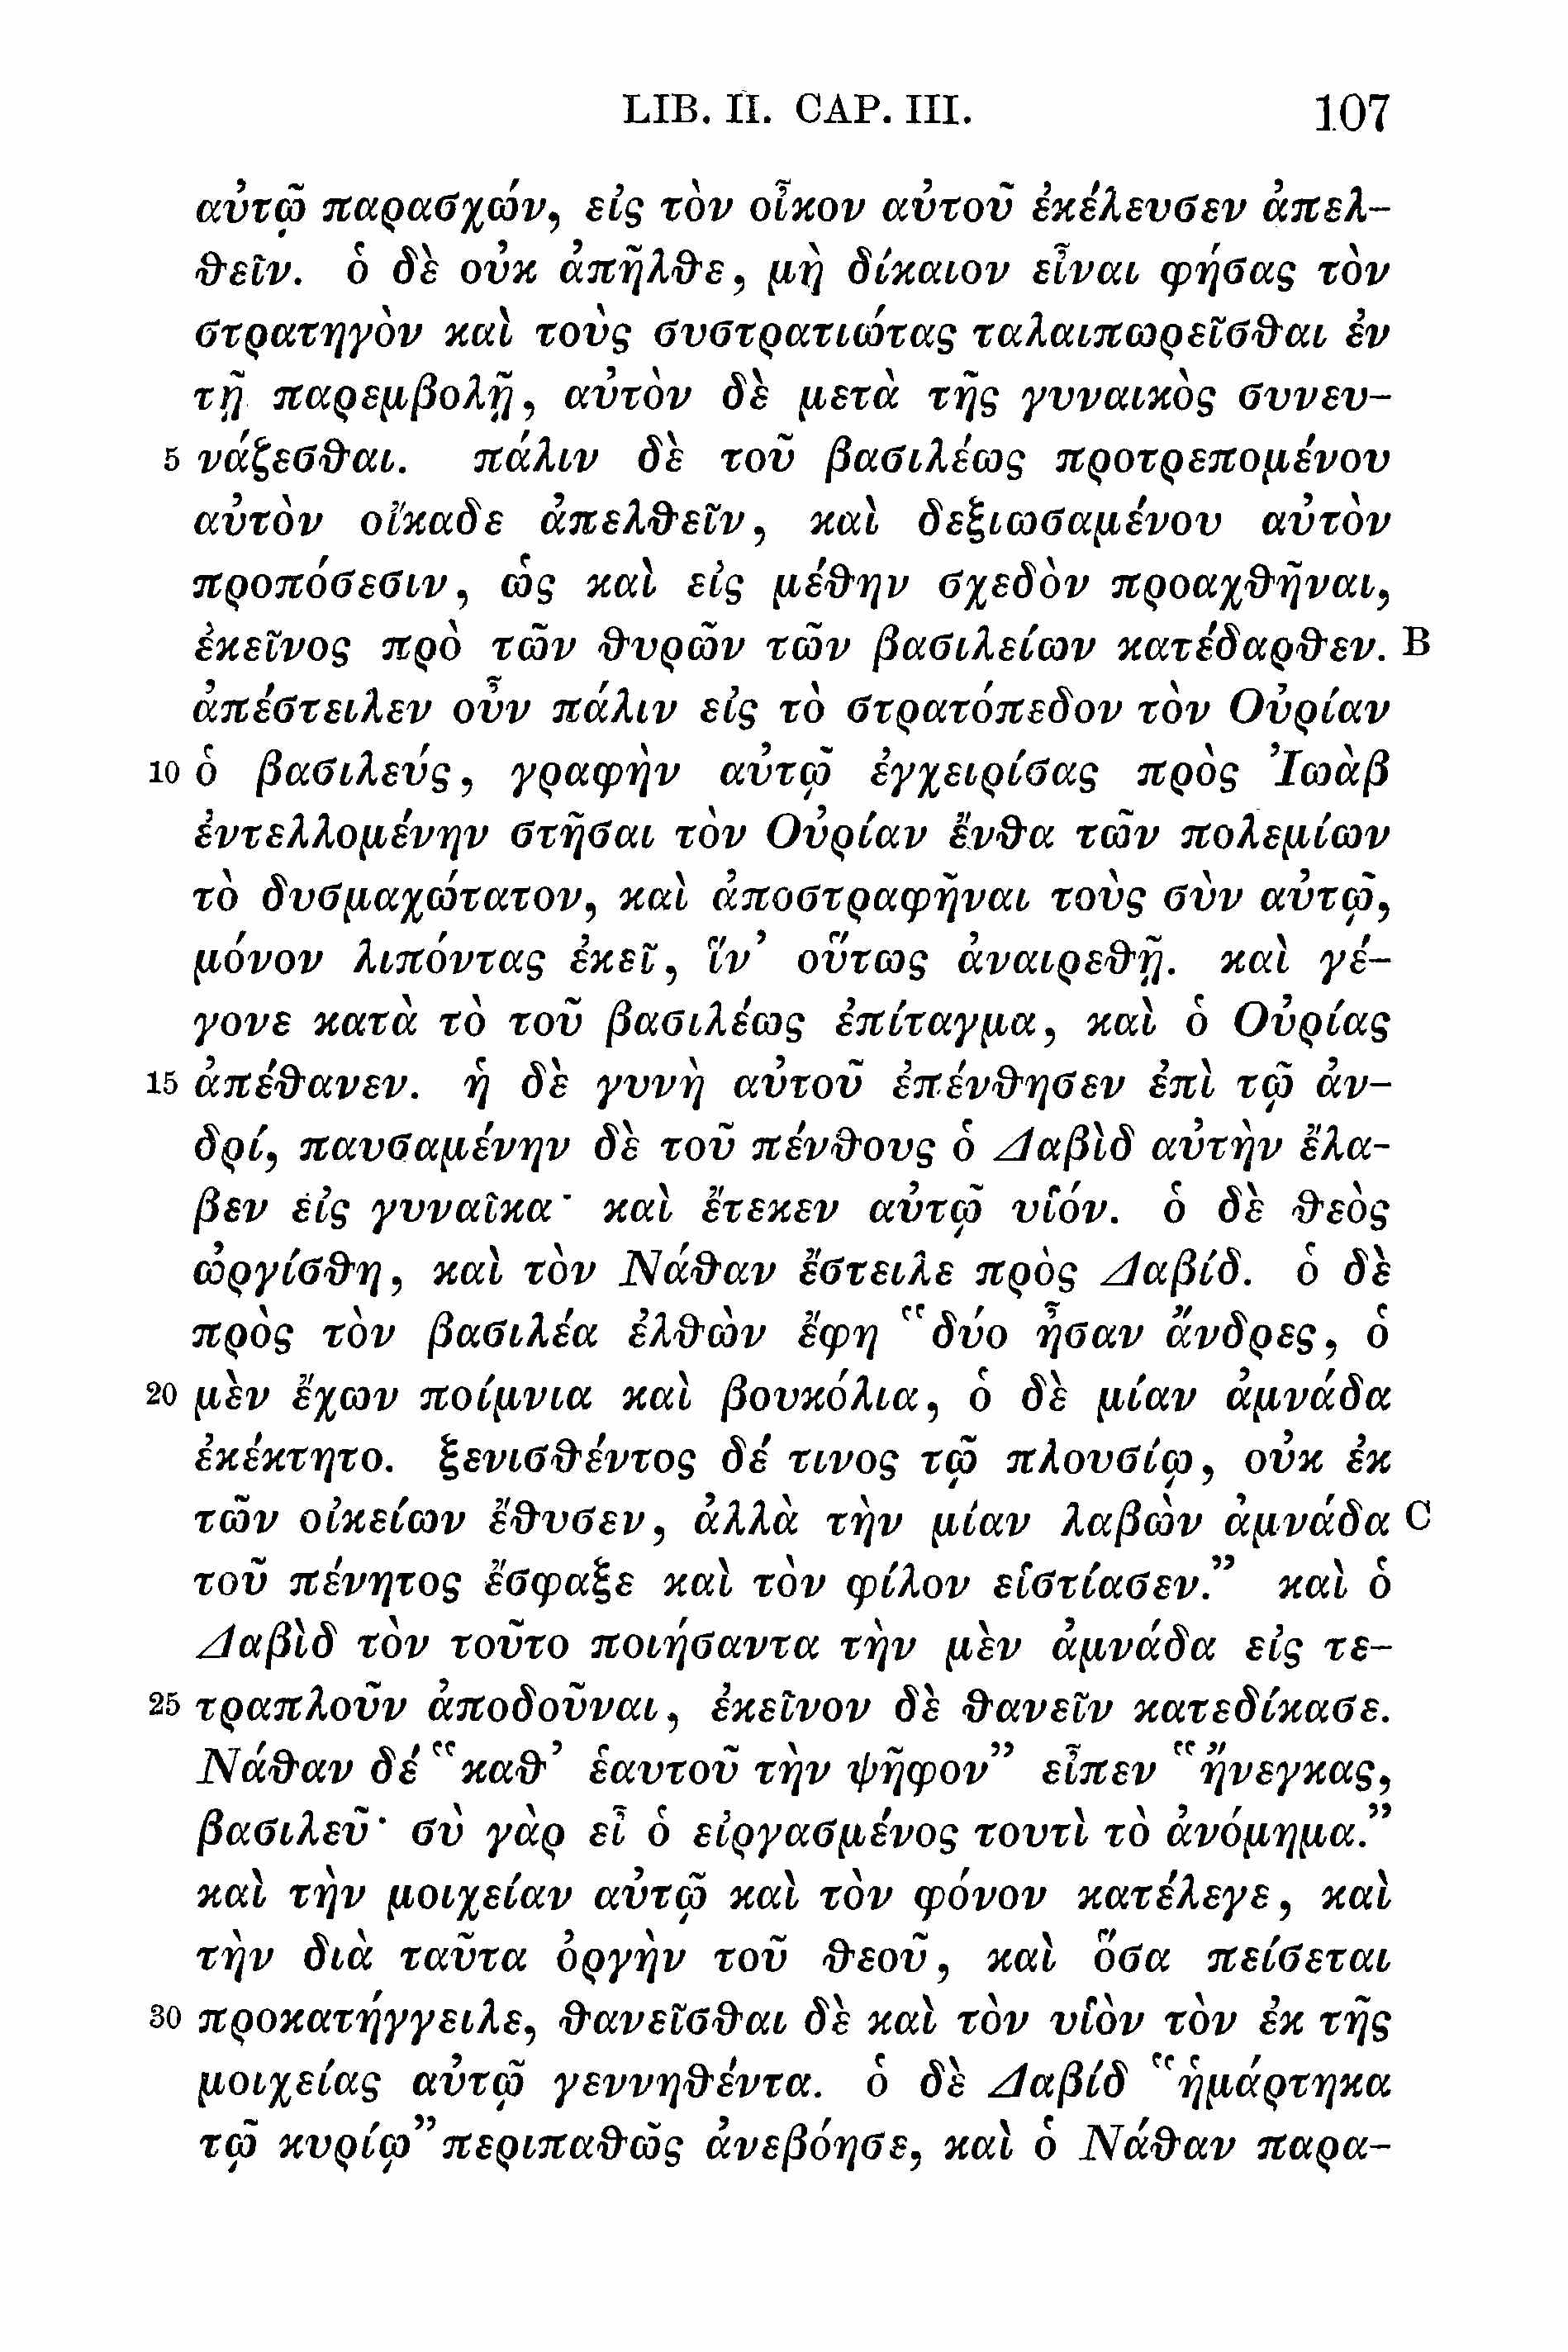 LIB. II. CAP. III. 107
αὐτῷ παρασχών, εἰς τὸν οἶκον αὐτοῦ ἐκέλευσεν ἀπελ-
θεῖν. ὁ δὲ οὐκ ἀπῆλθε, μὴ δίκαιον εἶναι φήσας τὸν
στρατηγὸν καὶ τοὺς συστρατιώτας ταλαιπωρεῖσθαι ἐν
τῇ παρεμβολῇ, αὐτὸν δὲ μετὰ τῆς γυναικὸς συνευ-
5 νάζεσθαι. πάλιν δὲ τοῦ βασιλέως προτρεπομένου
αὐτὸν οἴκαδε ἀπελθεῖν, καὶ δεξιωσαμένου αὐτὸν
προπόσεσιν, ὡς καὶ εἰς μέθην σχεδὸν προαχθῆναι,
ἐκεῖνος πρὸ τῶν θυρῶν τῶν βασιλείων κατέδαρθεν. B
ἀπέστειλεν οὖν πάλιν εἰς τὸ στρατόπεδον τὸν Οὐρίαν
10 ὁ βασιλεύς, γραφὴν αὐτῷ ἐγχειρίσας πρὸς Ἰωὰβ
ἐντελλομένην στῆσαι τὸν Οὐρίαν ἔνθα τῶν πολεμίων
τὸ δυσμαχώτατον, καὶ ἀποστραφῆναι τοὺς σὺν αὐτῷ,
μόνον λιπόντας ἐκεῖ, ἵν' οὕτως ἀναιρεθῇ. καὶ γέ-
γονε κατὰ τὸ τοῦ βασιλέως ἐπίταγμα, καὶ ὁ Οὐρίας
15 ἀπέθανεν. ἡ δὲ γυνὴ αὐτοῦ ἐπένθησεν ἐπὶ τῷ ἀν-
δρί, παυσαμένην δὲ τοῦ πένθους ὁ Δαβὶδ αὐτὴν ἔλα-
βεν εἰς γυναῖκα· καὶ ἔτεκεν αὐτῷ υἱόν. ὁ δὲ θεὸς
ὠργίσθη, καὶ τὸν Νάθαν ἔστειλε πρὸς Δαβίδ. ὁ δὲ
πρὸς τὸν βασιλέα ἐλθὼν ἔφη “δύο ἦσαν ἄνδρες, ὁ
20 μὲν ἔχων ποίμνια καὶ βουκόλια, ὁ δὲ μίαν ἀμνάδα
ἐκέκτητο. ξενισθέντος δέ τινος τῷ πλουσίῳ, οὐκ ἐκ
τῶν οἰκείων ἔθυσεν, ἀλλὰ τὴν μίαν λαβὼν ἀμνάδα C
τοῦ πένητος ἔσφαξε καὶ τὸν φίλον εἱστίασεν.” καὶ ὁ
Δαβὶδ τὸν τοῦτο ποιήσαντα τὴν μὲν ἀμνάδα εἰς τε-
25 τραπλοῦν ἀποδοῦναι, ἐκεῖνον δὲ θανεῖν κατεδίκασε.
Νάθαν δέ “καθ' ἑαυτοῦ τὴν ψῆφον” εἶπεν “ἤνεγκας,
βασιλεῦ· σὺ γὰρ εἶ ὁ εἰργασμένος τουτὶ τὸ ἀνόμημα.”
καὶ τὴν μοιχείαν αὐτῷ καὶ τὸν φόνον κατέλεγε, καὶ
τὴν διὰ ταῦτα ὀργὴν τοῦ θεοῦ, καὶ ὅσα πείσεται
30 προκατήγγειλε, θανεῖσθαι δὲ καὶ τὸν υἱὸν τὸν ἐκ τῆς
μοιχείας αὐτῷ γεννηθέντα. ὁ δὲ Δαβίδ “ἡμάρτηκα
τῷ κυρίῳ” περιπαθῶς ἀνεβόησε, καὶ ὁ Νάθαν παρα-